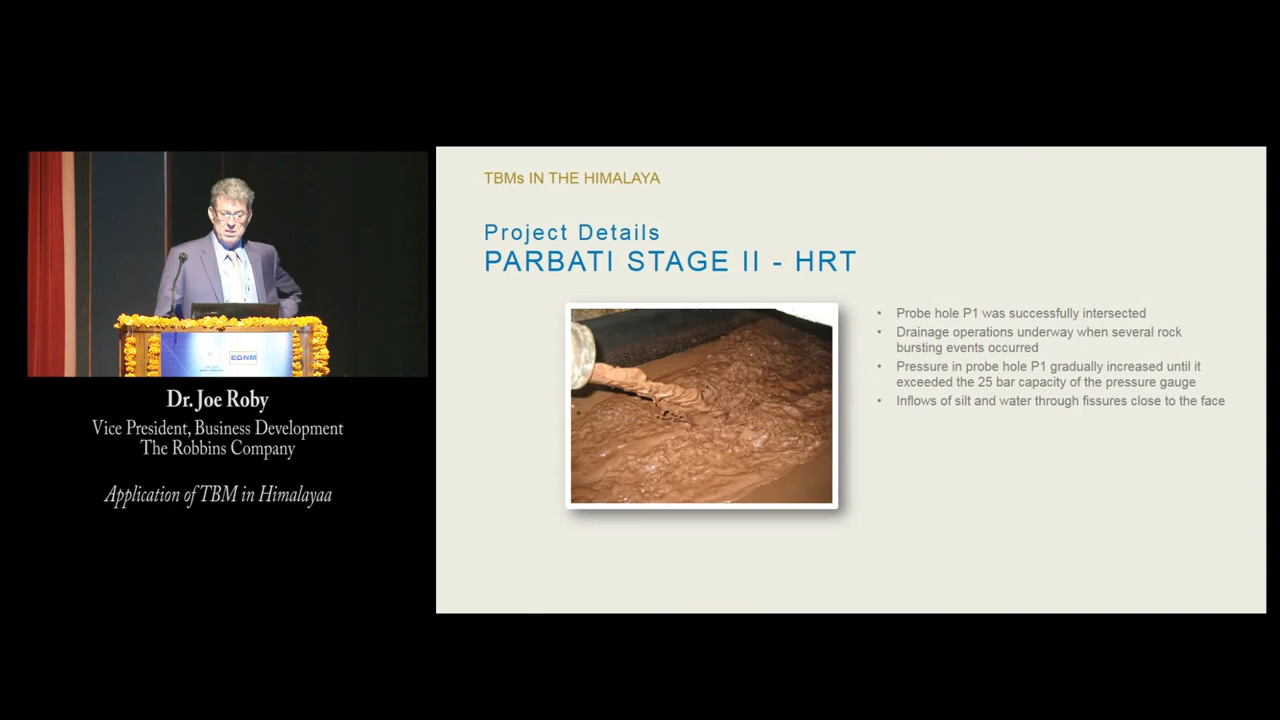 TBMs IN THE HIMALAYA
Project Details
PARBATI STAGE II - HRT
• Probe hole P1 was successfully intersected
• Drainage operations underway when several rock
bursting events occurred
• Pressure in probe hole P1 gradually increased until it
exceeded the 25 bar capacity of the pressure gauge
• Inflows of silt and water through fissures close to the face
EGNM
Dr. Joe Roby
Vice President, Business Development
The Robbins Company
Application of TBM in Himalayaa